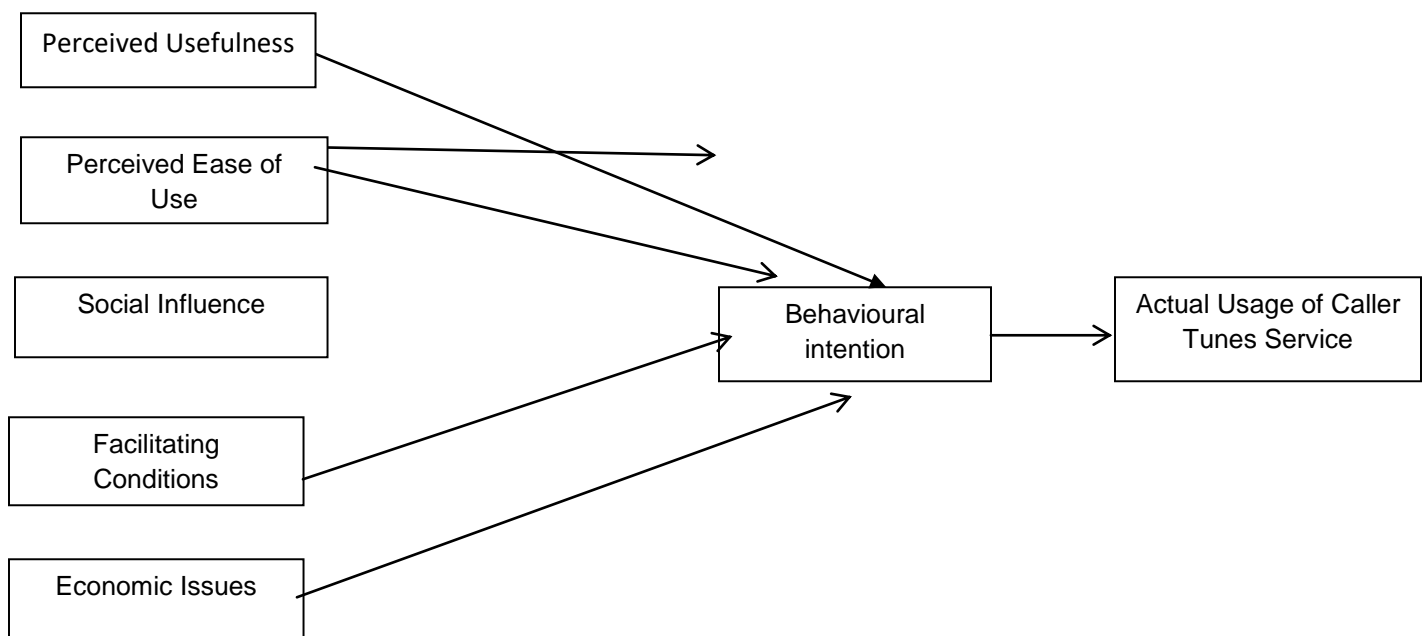 Perceived Usefulness
Perceived Ease of
Use
Social Influence
Facilitating
Conditions
Economic Issues
Behavioural
intention
Actual Usage of Caller
Tunes Service